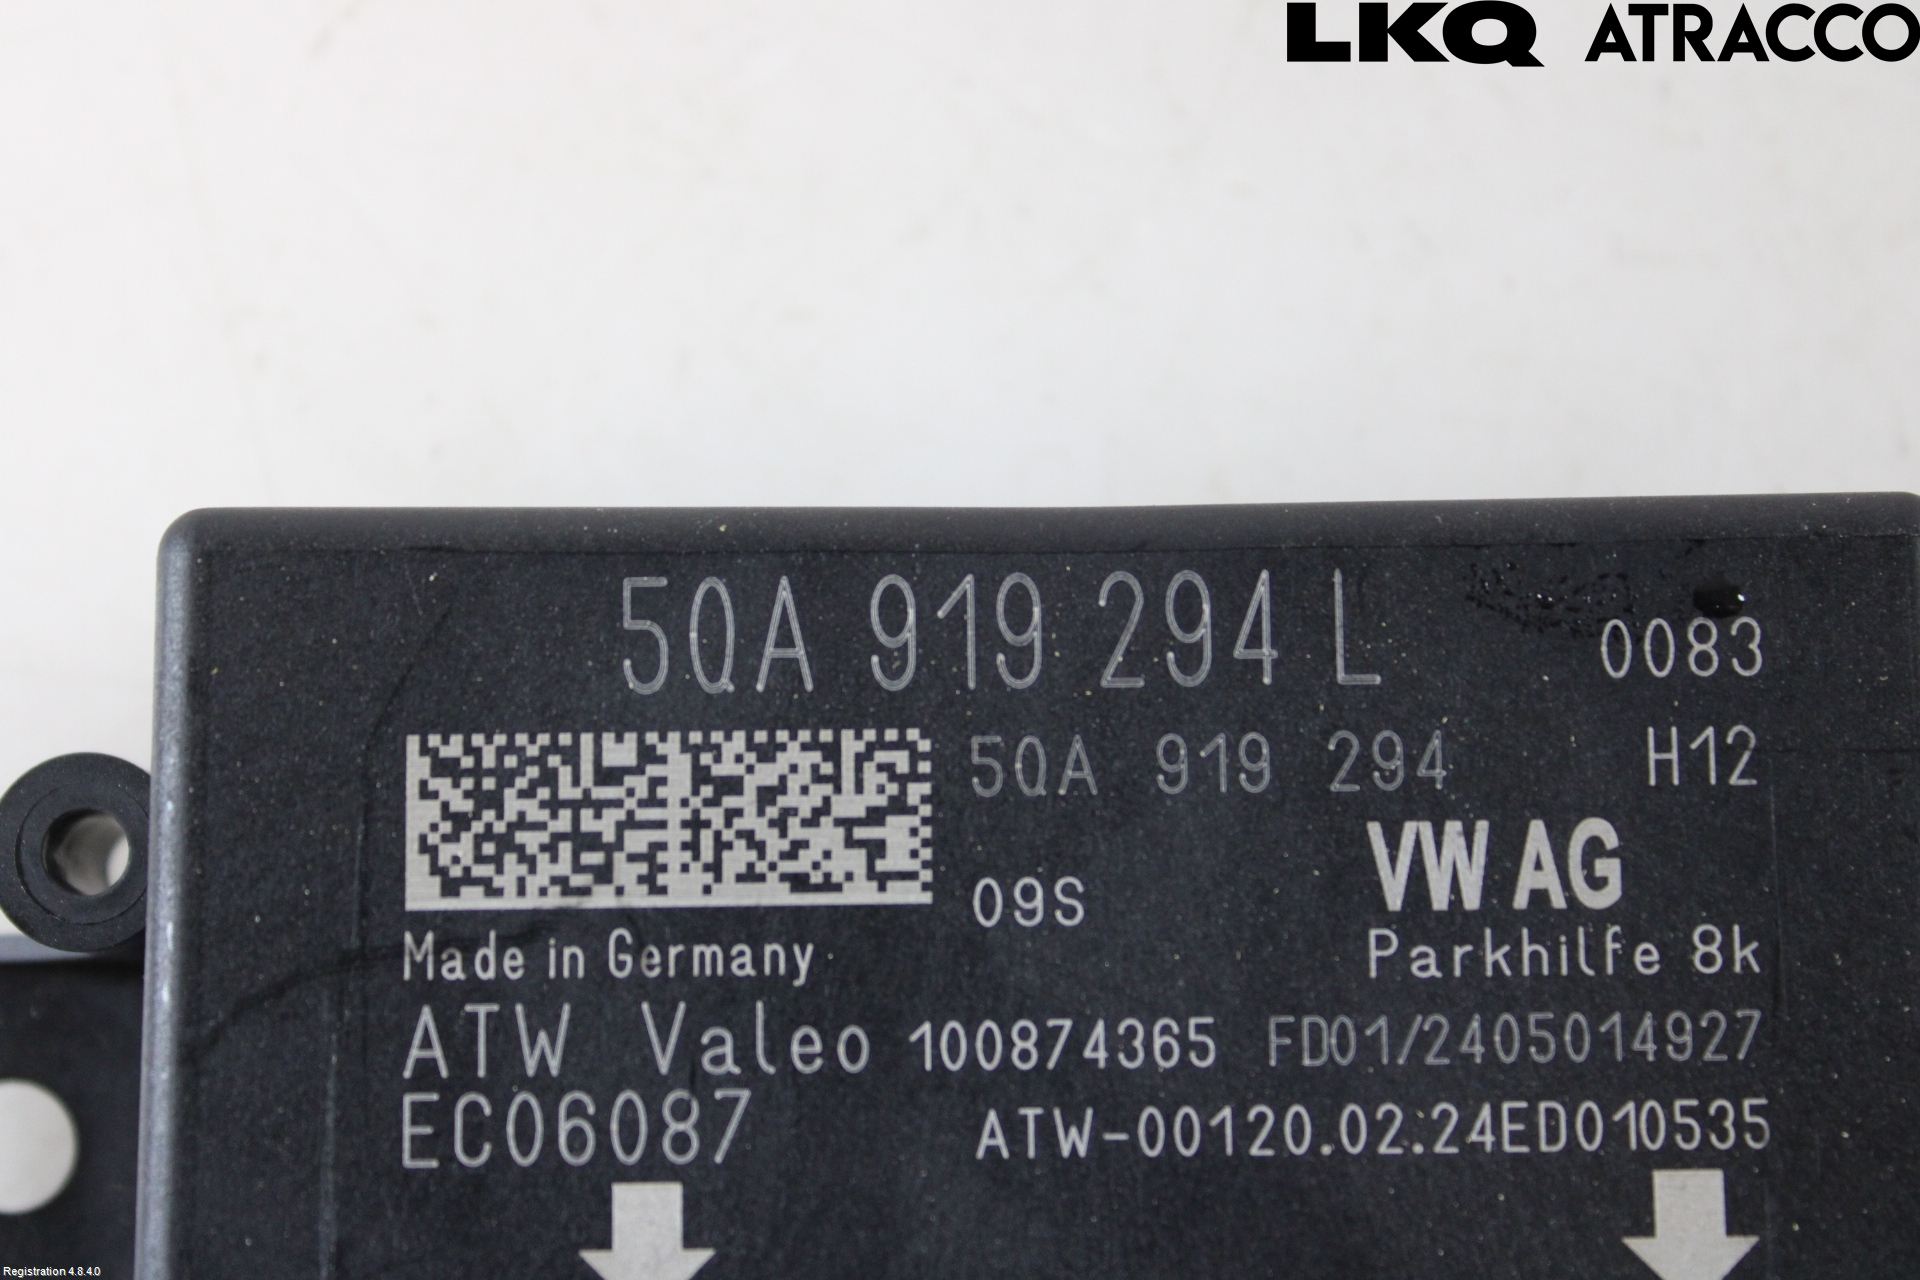 LKQ ATRACCO
5QA 919 294 L
0083
5QA 919 294 H12
09S
VW AG
Made in Germany
Parkhilfe 8k
ATW Valeo 100874365 FD01/2405014927
EC06087 ATW-00120.02.24ED010535
Registration 4.8.4.0